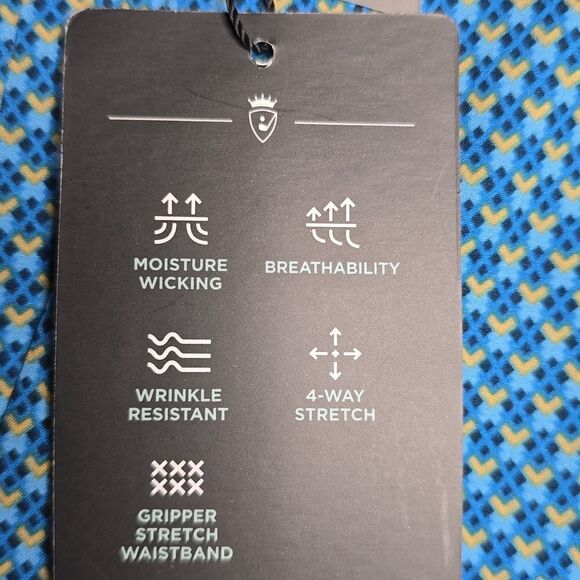 MOISTURE
WICKING
BREATHABILITY
WRINKLE
RESISTANT
4-WAY
STRETCH
GRIPPER
STRETCH
WAISTBAND